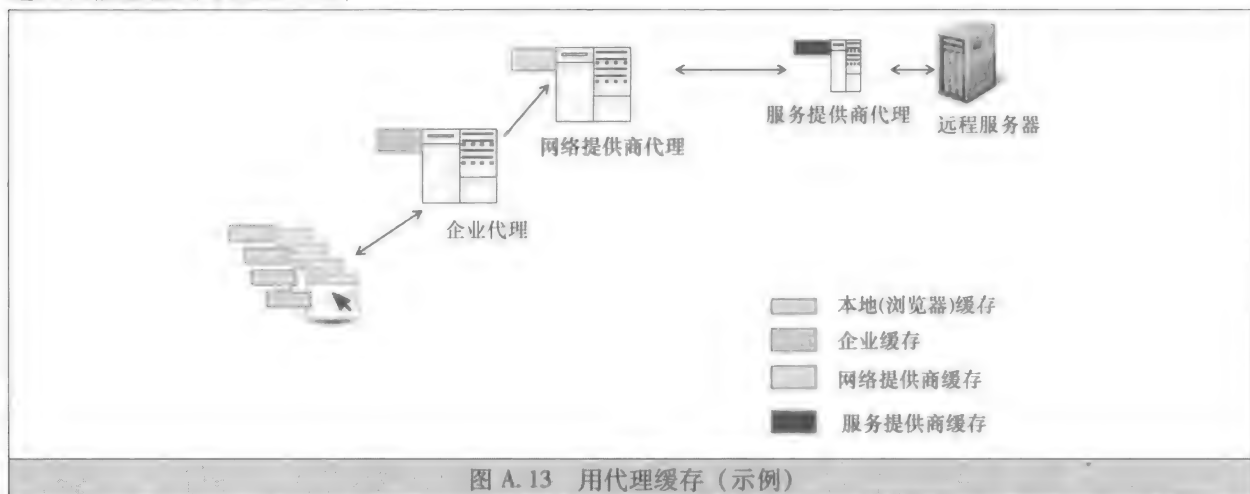 服务提供商代理
远程服务器
网络提供商代理
企业代理
本地(浏览器)缓存
企业缓存
网络提供商缓存
服务提供商缓存
图 A.13 用代理缓存（示例）